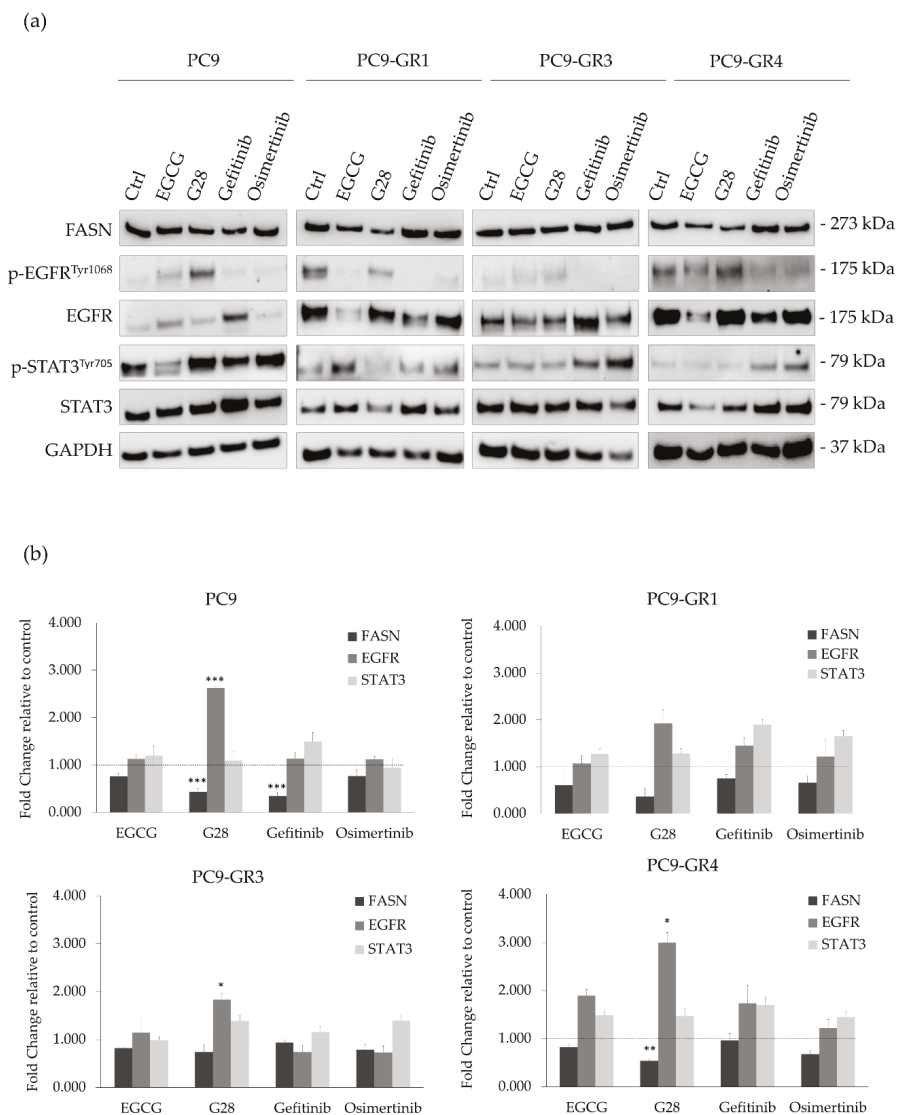 (a)
PC9 PC9-GR1 PC9-GR3 PC9-GR4
Ctrl EGCG G28 Gefitinib Osimertinib Ctrl EGCG G28 Gefitinib Osimertinib Ctrl EGCG G28 Gefitinib Osimertinib Ctrl EGCG G28 Gefitinib Osimertinib
FASN - 273 kDa
p-EGFRTyr1068 - 175 kDa
EGFR - 175 kDa
p-STAT3Tyr705 - 79 kDa
STAT3 - 79 kDa
GAPDH - 37 kDa
(b)
PC9
Fold Change relative to control
4.000
3.000
2.000
1.000
0.000
FASN
EGFR
STAT3
***
***
***
EGCG G28 Gefitinib Osimertinib
PC9-GR1
Fold Change relative to control
4.000
3.000
2.000
1.000
0.000
FASN
EGFR
STAT3
EGCG G28 Gefitinib Osimertinib
PC9-GR3
Fold Change relative to control
4.000
3.000
2.000
1.000
0.000
FASN
EGFR
STAT3
*
EGCG G28 Gefitinib Osimertinib
PC9-GR4
Fold Change relative to control
4.000
3.000
2.000
1.000
0.000
FASN
EGFR
STAT3
*
**
EGCG G28 Gefitinib Osimertinib